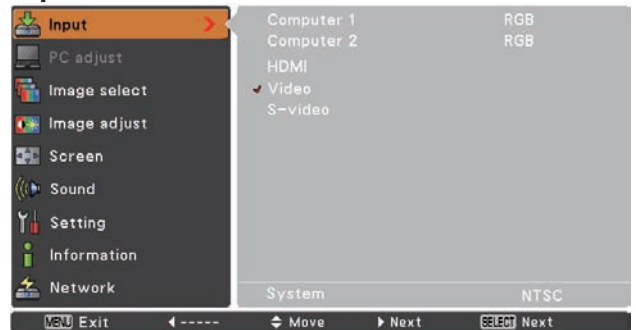 Input
PC adjust
Image select
Image adjust
Screen
Sound
Setting
Information
Network
Computer 1 RGB
Computer 2 RGB
HDMI
Video
S-video
System NTSC
MENU Exit ----- Move Next SELECT Next